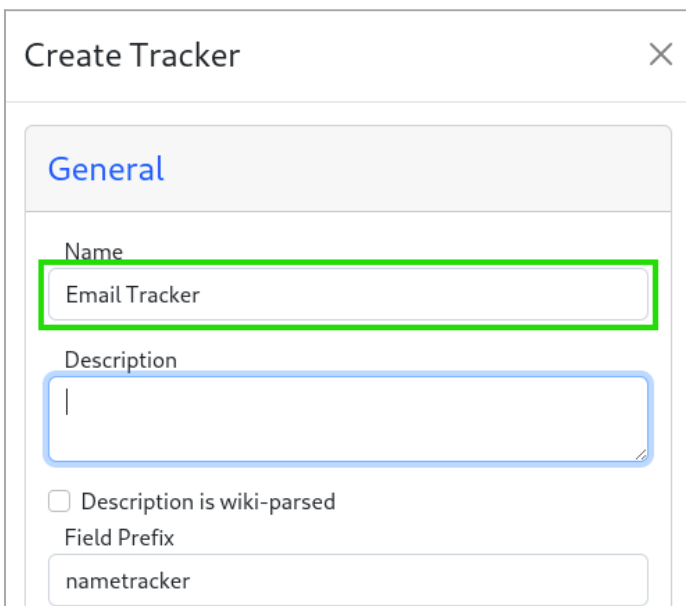 Create Tracker
General
Name
Email Tracker
Description
Description is wiki-parsed
Field Prefix
nametracker